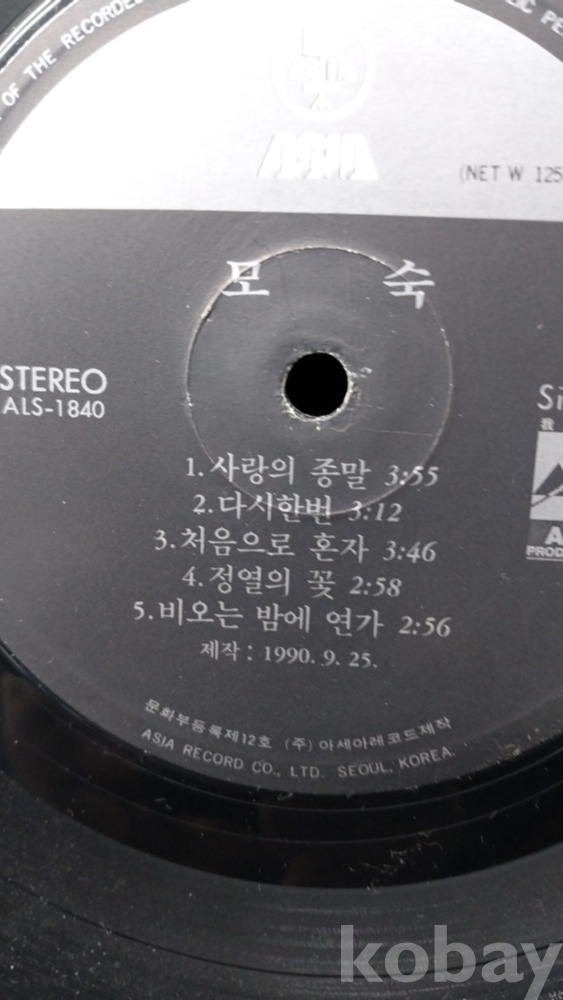 OF THE RECORDED
PE
ASIA
(NET W 125
모 숙
STEREO
ALS-1840
1. 사랑의 종말 3:55
2. 다시한번 3:12
3. 처음으로 혼자 3:46
4. 정열의 꽃 2:58
5. 비오는 밤에 연가 2:56
제작 : 1990. 9. 25.
문화부등록제12호 (주) 아세아레코드제작
ASIA RECORD CO., LTD. SEOUL, KOREA.
kobay